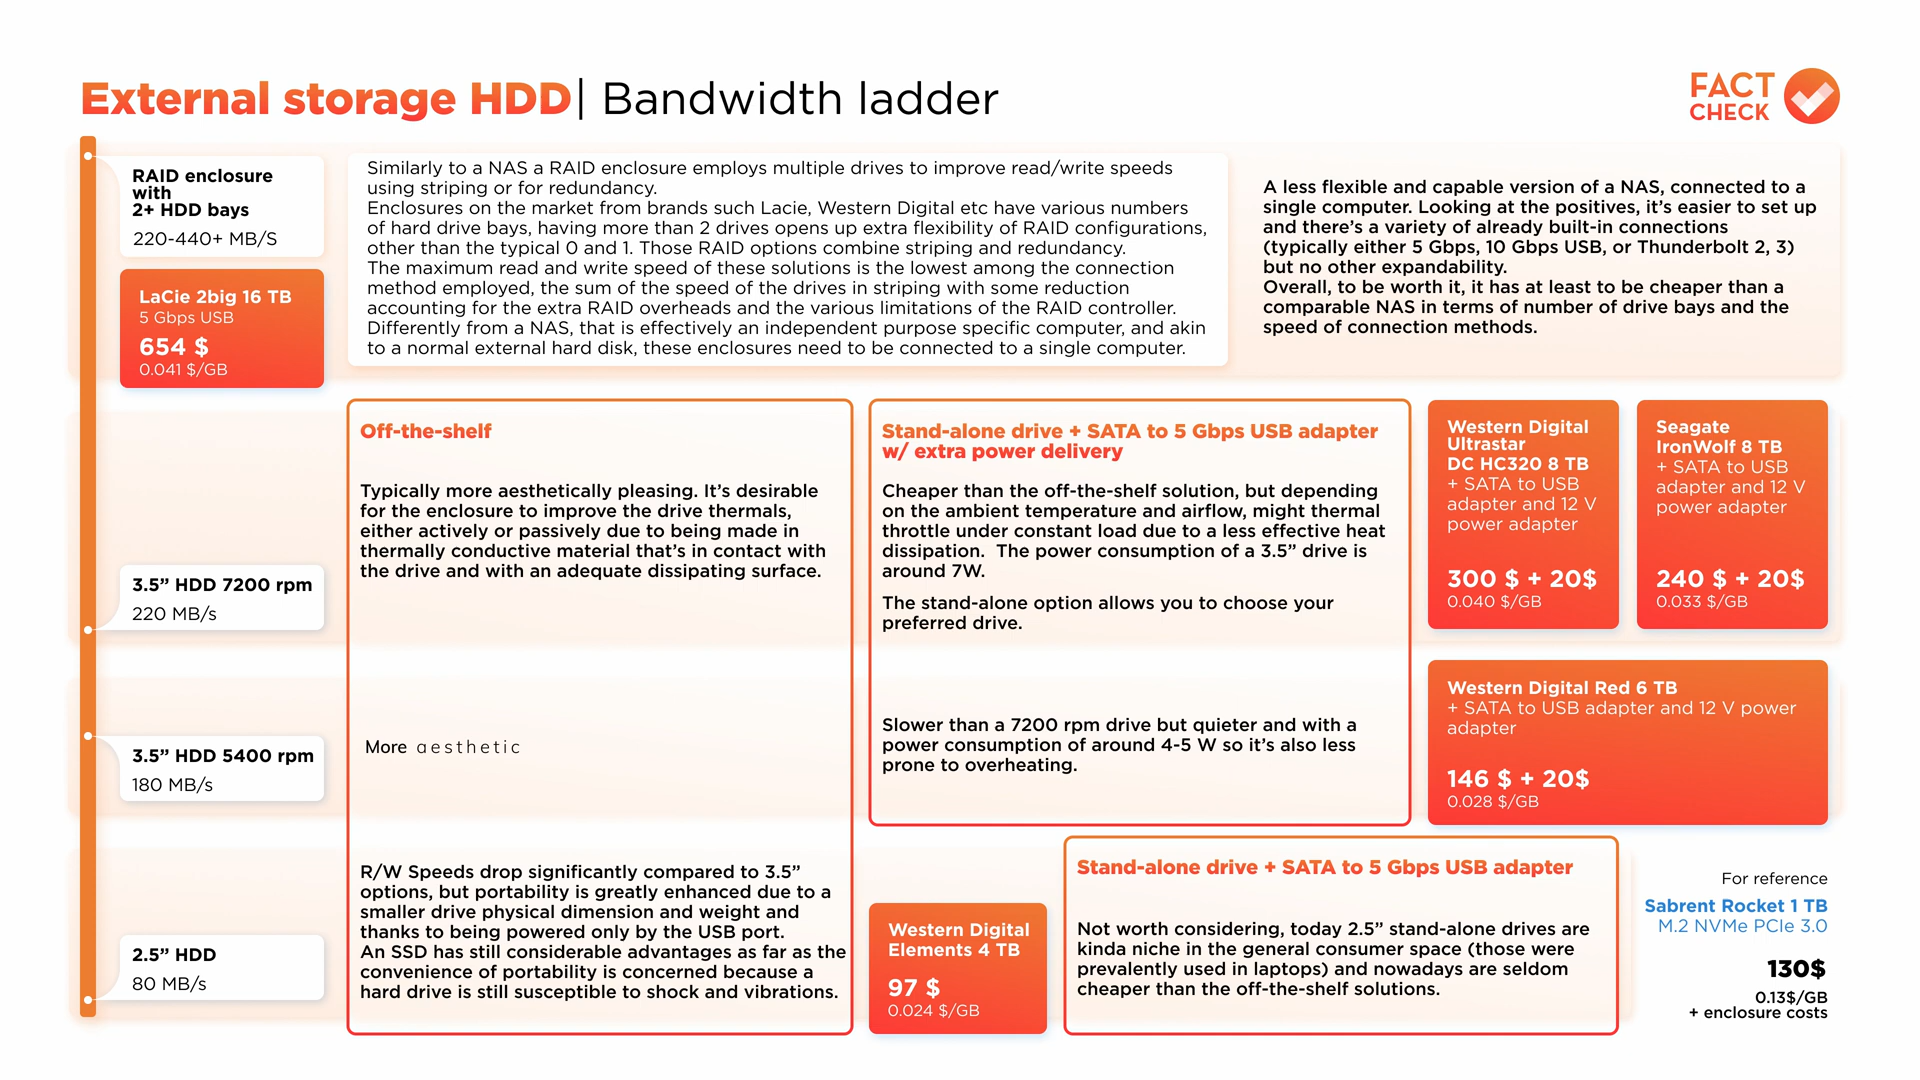 External storage HDD| Bandwidth ladder
FACT
CHECK
RAID enclosure
with
2+ HDD bays
220-440+ MB/S
LaCie 2big 16 TB
5 Gbps USB
654 $
0.041 $/GB
Similarly to a NAS a RAID enclosure employs multiple drives to improve read/write speeds
using striping or for redundancy.
Enclosures on the market from brands such Lacie, Western Digital etc have various numbers
of hard drive bays, having more than 2 drives opens up extra flexibility of RAID configurations,
other than the typical 0 and 1. Those RAID options combine striping and redundancy.
The maximum read and write speed of these solutions is the lowest among the connection
method employed, the sum of the speed of the drives in striping with some reduction
accounting for the extra RAID overheads and the various limitations of the RAID controller.
Differently from a NAS, that is effectively an independent purpose specific computer, and akin
to a normal external hard disk, these enclosures need to be connected to a single computer.
A less flexible and capable version of a NAS, connected to a
single computer. Looking at the positives, it's easier to set up
and there's a variety of already built-in connections
(typically either 5 Gbps, 10 Gbps USB, or Thunderbolt 2, 3)
but no other expandability.
Overall, to be worth it, it has at least to be cheaper than a
comparable NAS in terms of number of drive bays and the
speed of connection methods.
3.5” HDD 7200 rpm
220 MB/s
Off-the-shelf
Typically more aesthetically pleasing. It’s desirable
for the enclosure to improve the drive thermals,
either actively or passively due to being made in
thermally conductive material that’s in contact with
the drive and with an adequate dissipating surface.
Stand-alone drive + SATA to 5 Gbps USB adapter
w/ extra power delivery
Cheaper than the off-the-shelf solution, but depending
on the ambient temperature and airflow, might thermal
throttle under constant load due to a less effective heat
dissipation.  The power consumption of a 3.5” drive is
around 7W.
The stand-alone option allows you to choose your
preferred drive.
Western Digital
Ultrastar
DC HC320 8 TB
+ SATA to USB
adapter and 12 V
power adapter
300 $ + 20$
0.040 $/GB
Seagate
IronWolf 8 TB
+ SATA to USB
adapter and 12 V
power adapter
240 $ + 20$
0.033 $/GB
3.5” HDD 5400 rpm
180 MB/s
More aesthetic
Slower than a 7200 rpm drive but quieter and with a
power consumption of around 4-5 W so it’s also less
prone to overheating.
Western Digital Red 6 TB
+ SATA to USB adapter and 12 V power
adapter
146 $ + 20$
0.028 $/GB
2.5” HDD
80 MB/s
R/W Speeds drop significantly compared to 3.5”
options, but portability is greatly enhanced due to a
smaller drive physical dimension and weight and
thanks to being powered only by the USB port.
An SSD has still considerable advantages as far as the
convenience of portability is concerned because a
hard drive is still susceptible to shock and vibrations.
Western Digital
Elements 4 TB
97 $
0.024 $/GB
Stand-alone drive + SATA to 5 Gbps USB adapter
Not worth considering, today 2.5” stand-alone drives are
kinda niche in the general consumer space (those were
prevalently used in laptops) and nowadays are seldom
cheaper than the off-the-shelf solutions.
For reference
Sabrent Rocket 1 TB
M.2 NVMe PCIe 3.0
130$
0.13$/GB
+ enclosure costs